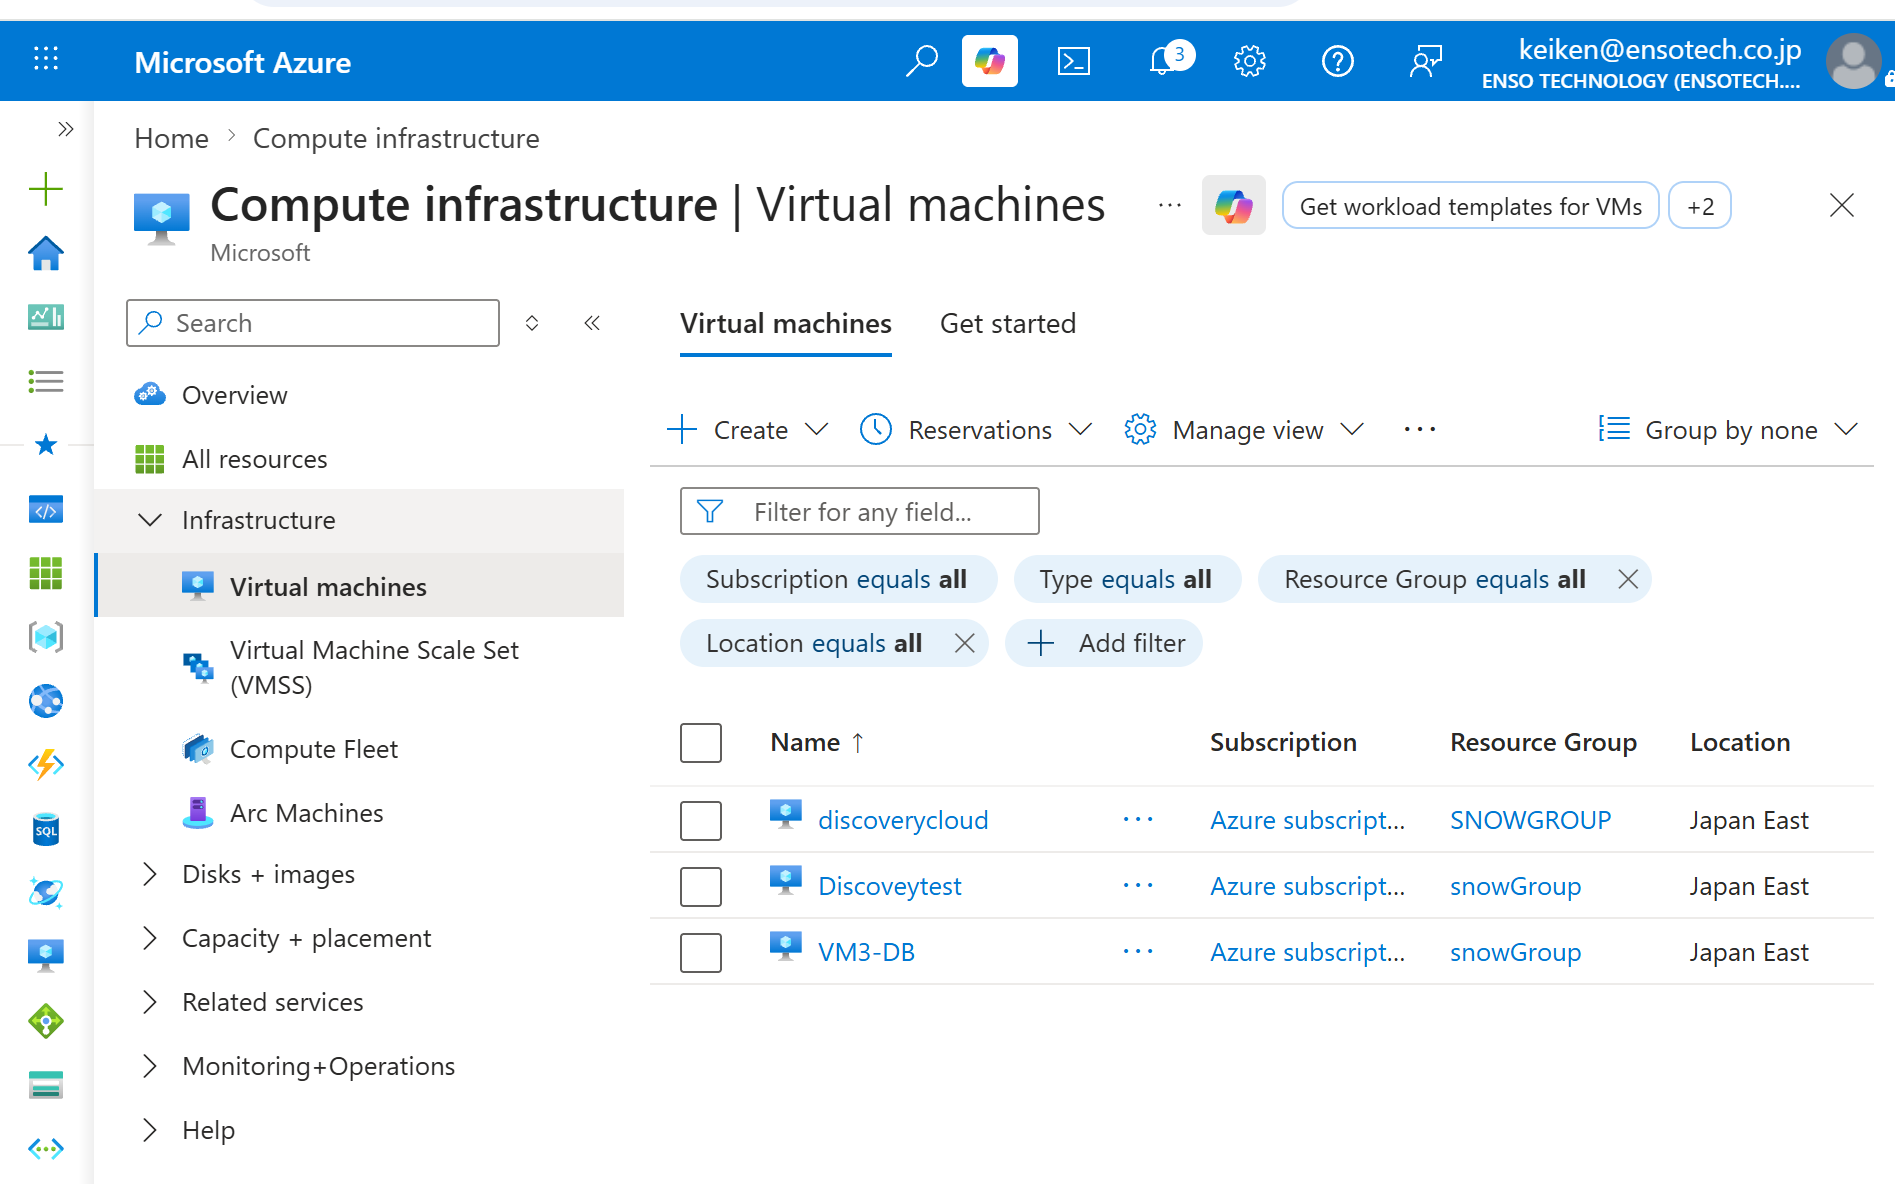 Microsoft Azure
3
keiken@ensotech.co.jp
ENSO TECHNOLOGY (ENSOTECH....
Home > Compute infrastructure
Compute infrastructure | Virtual machines
...
Get workload templates for VMs
+2
Microsoft
Search
Overview
All resources
Infrastructure
Virtual machines
Virtual Machine Scale Set
(VMSS)
Compute Fleet
Arc Machines
Disks + images
Capacity + placement
Related services
Monitoring+Operations
Help
SQL
Virtual machines
Get started
Create
Reservations
Manage view
...
Group by none
Filter for any field...
Subscription equals all
Type equals all
Resource Group equals all
Location equals all
Add filter
Name ↑ Subscription Resource Group Location
discoverycloud ... Azure subscript... SNOWGROUP Japan East
Discoveytest ... Azure subscript... snowGroup Japan East
VM3-DB ... Azure subscript... snowGroup Japan East